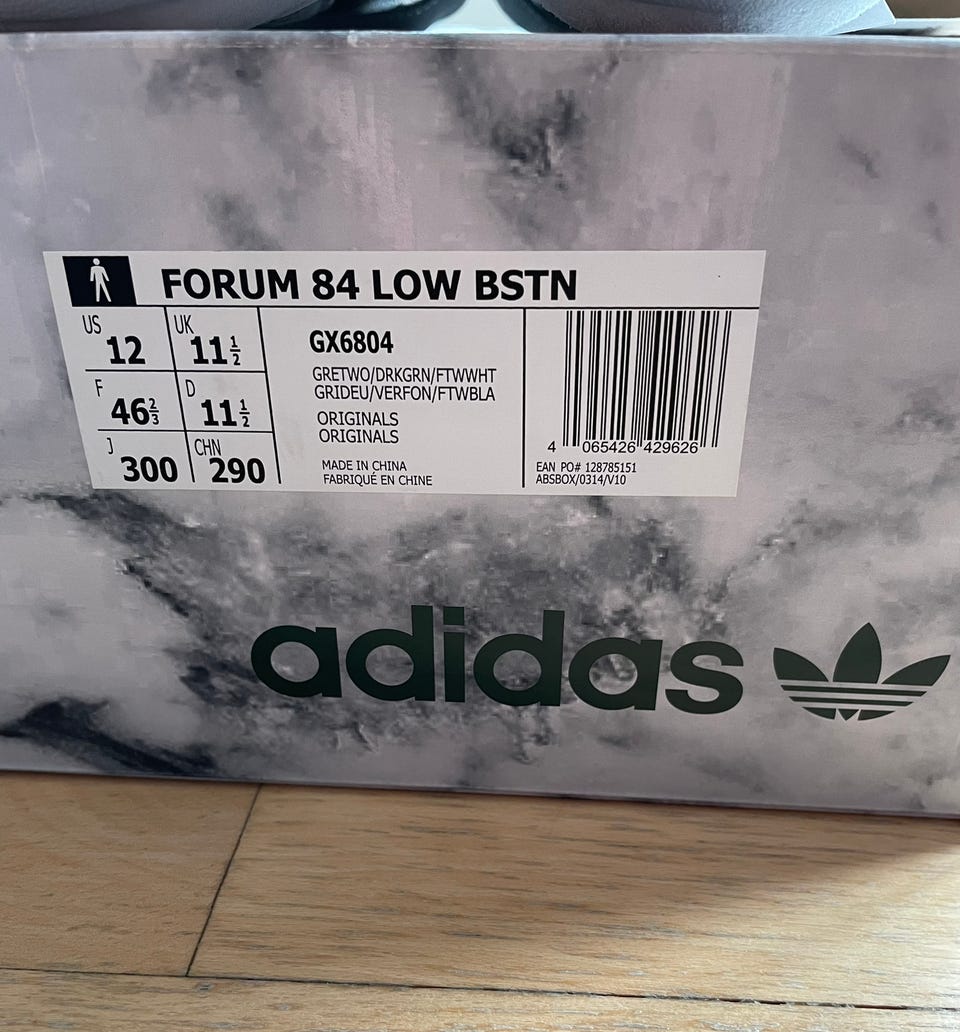 FORUM 84 LOW BSTN
US 12 UK 11 1/2
F 46 2/3 D 11 1/2
J 300 CHN 290
GX6804
GRETWO/DRKGRN/FTWWHT
GRIDEU/VERFON/FTWBLA
ORIGINALS
ORIGINALS
MADE IN CHINA
FABRIQUÉ EN CHINE
4 065426 429626
EAN PO# 128785151
ABSBOX/0314/V10
adidas